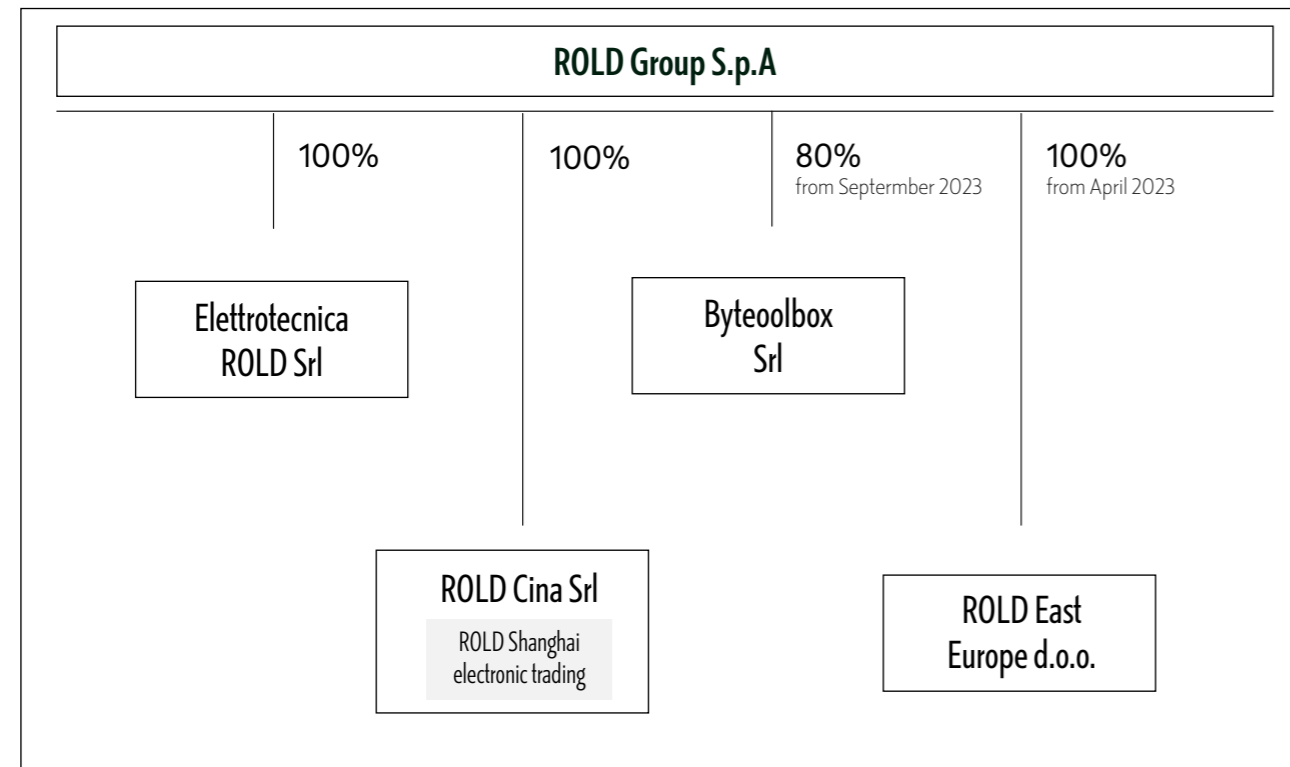 ROLD Group S.p.A
100%
100%
80%
from Septermber 2023
100%
from April 2023
Elettrotecnica
ROLD Srl
Byteoolbox
Srl
ROLD Cina Srl
ROLD Shanghai
electronic trading
ROLD East
Europe d.o.o.